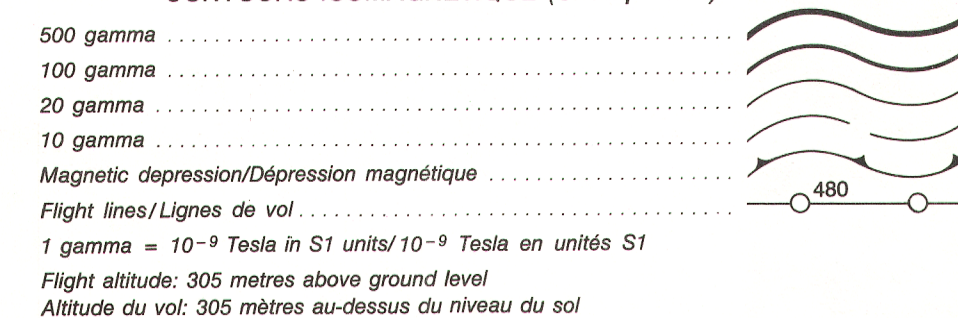 500 gamma
100 gamma
20 gamma
10 gamma
Magnetic depression/Dépression magnétique
Flight lines/Lignes de vol
480
1 gamma = 10⁻⁹ Tesla in S1 units/10⁻⁹ Tesla en unités S1
Flight altitude: 305 metres above ground level
Altitude du vol: 305 mètres au-dessus du niveau du sol